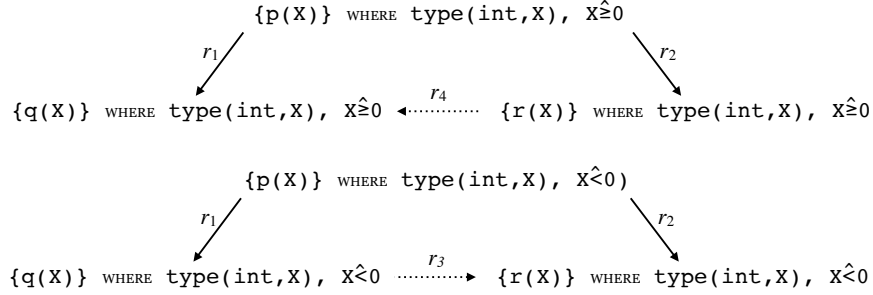 {p(X)} WHERE type(int,X), X≥̂0
r1 r2
{q(X)} WHERE type(int,X), X≥̂0 r4 {r(X)} WHERE type(int,X), X≥̂0
{p(X)} WHERE type(int,X), X<̂0)
r1 r2
{q(X)} WHERE type(int,X), X<̂0 r3 {r(X)} WHERE type(int,X), X<̂0